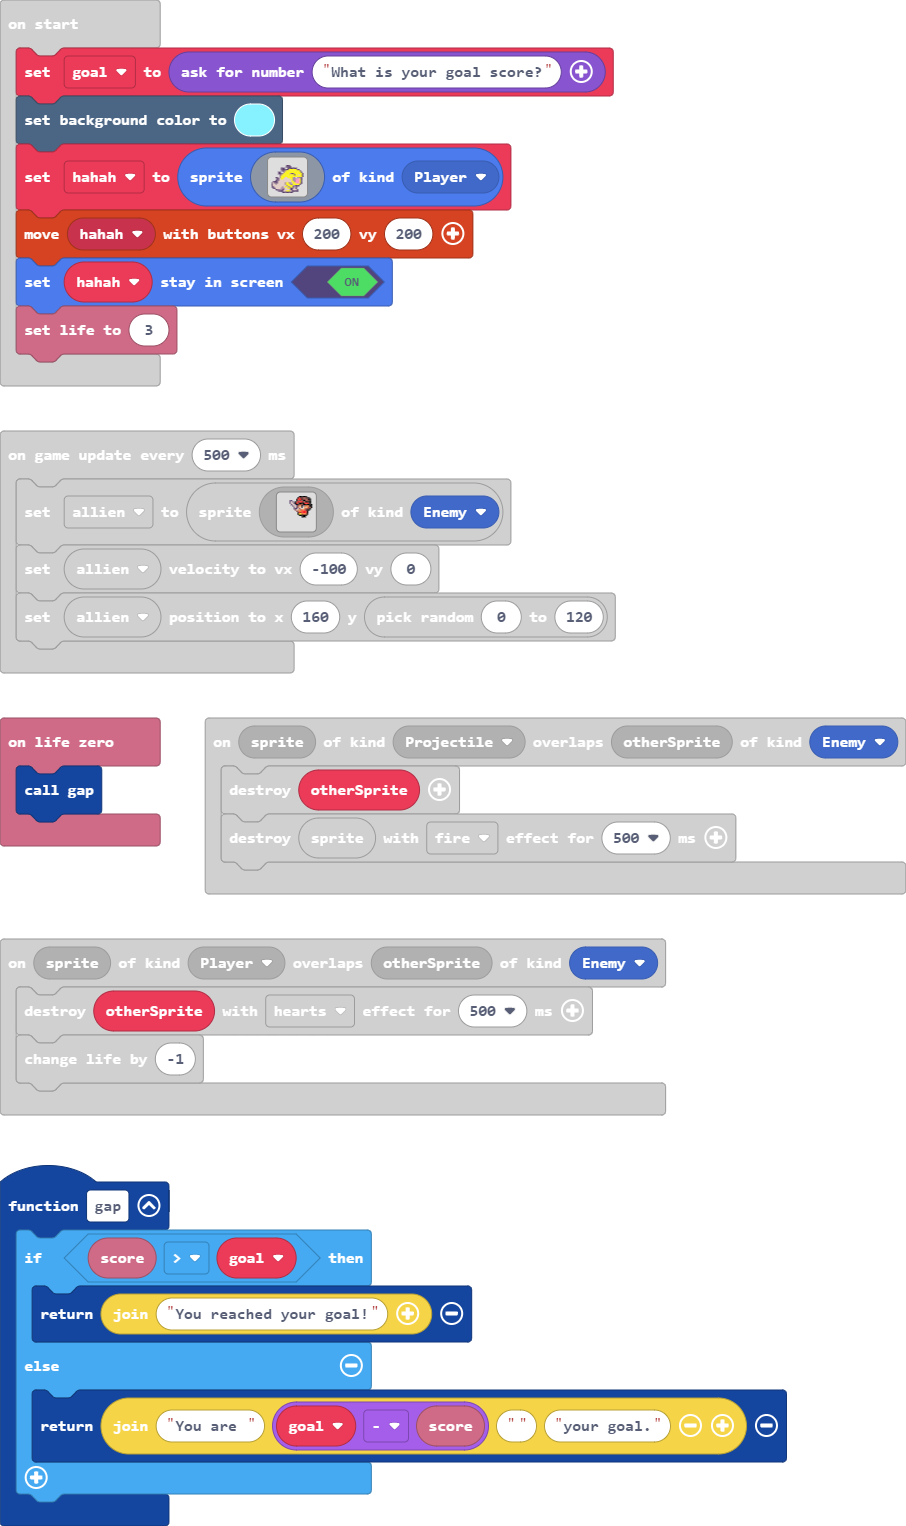 on start
set goal to ask for number "What is your goal score?"
set background color to
set hahah to sprite of kind Player
move hahah with buttons vx 200 vy 200
set hahah stay in screen ON
set life to 3
on game update every 500 ms
set allien to sprite of kind Enemy
set allien velocity to vx -100 vy 0
set allien position to x 160 y pick random 0 to 120
on life zero
call gap
on sprite of kind Projectile overlaps otherSprite of kind Enemy
destroy otherSprite
destroy sprite with fire effect for 500 ms
on sprite of kind Player overlaps otherSprite of kind Enemy
destroy otherSprite with hearts effect for 500 ms
change life by -1
function gap
if score > goal then
return join "You reached your goal!"
else
return join "You are " goal - score "" "your goal."